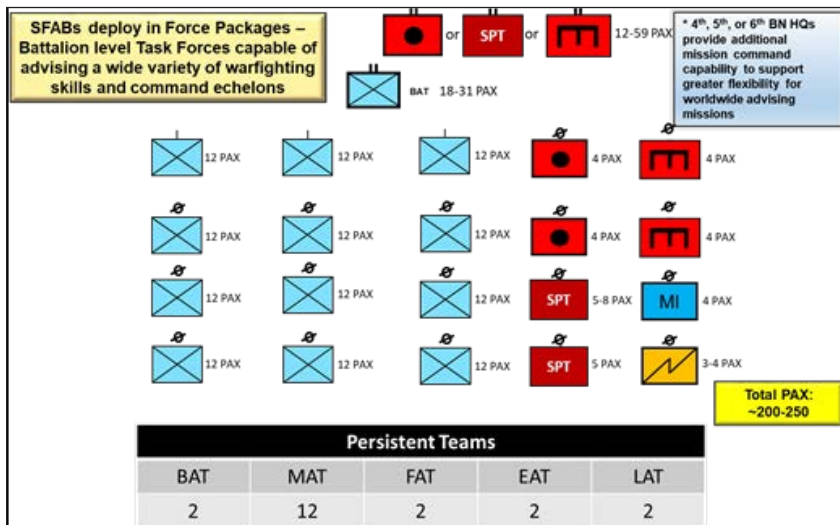 SFABs deploy in Force Packages –
Battalion level Task Forces capable of
advising a wide variety of warfighting
skills and command echelons
or SPT or 12-59 PAX
* 4th, 5th, or 6th BN HQs
provide additional
mission command
capability to support
greater flexibility for
worldwide advising
missions
BAT 18-31 PAX
12 PAX 12 PAX 12 PAX 4 PAX 4 PAX
12 PAX 12 PAX 12 PAX 4 PAX 4 PAX
12 PAX 12 PAX 12 PAX SPT 5-8 PAX MI 4 PAX
12 PAX 12 PAX 12 PAX SPT 5 PAX 3-4 PAX
Total PAX:
~200-250
Persistent Teams
BAT MAT FAT EAT LAT
2 12 2 2 2